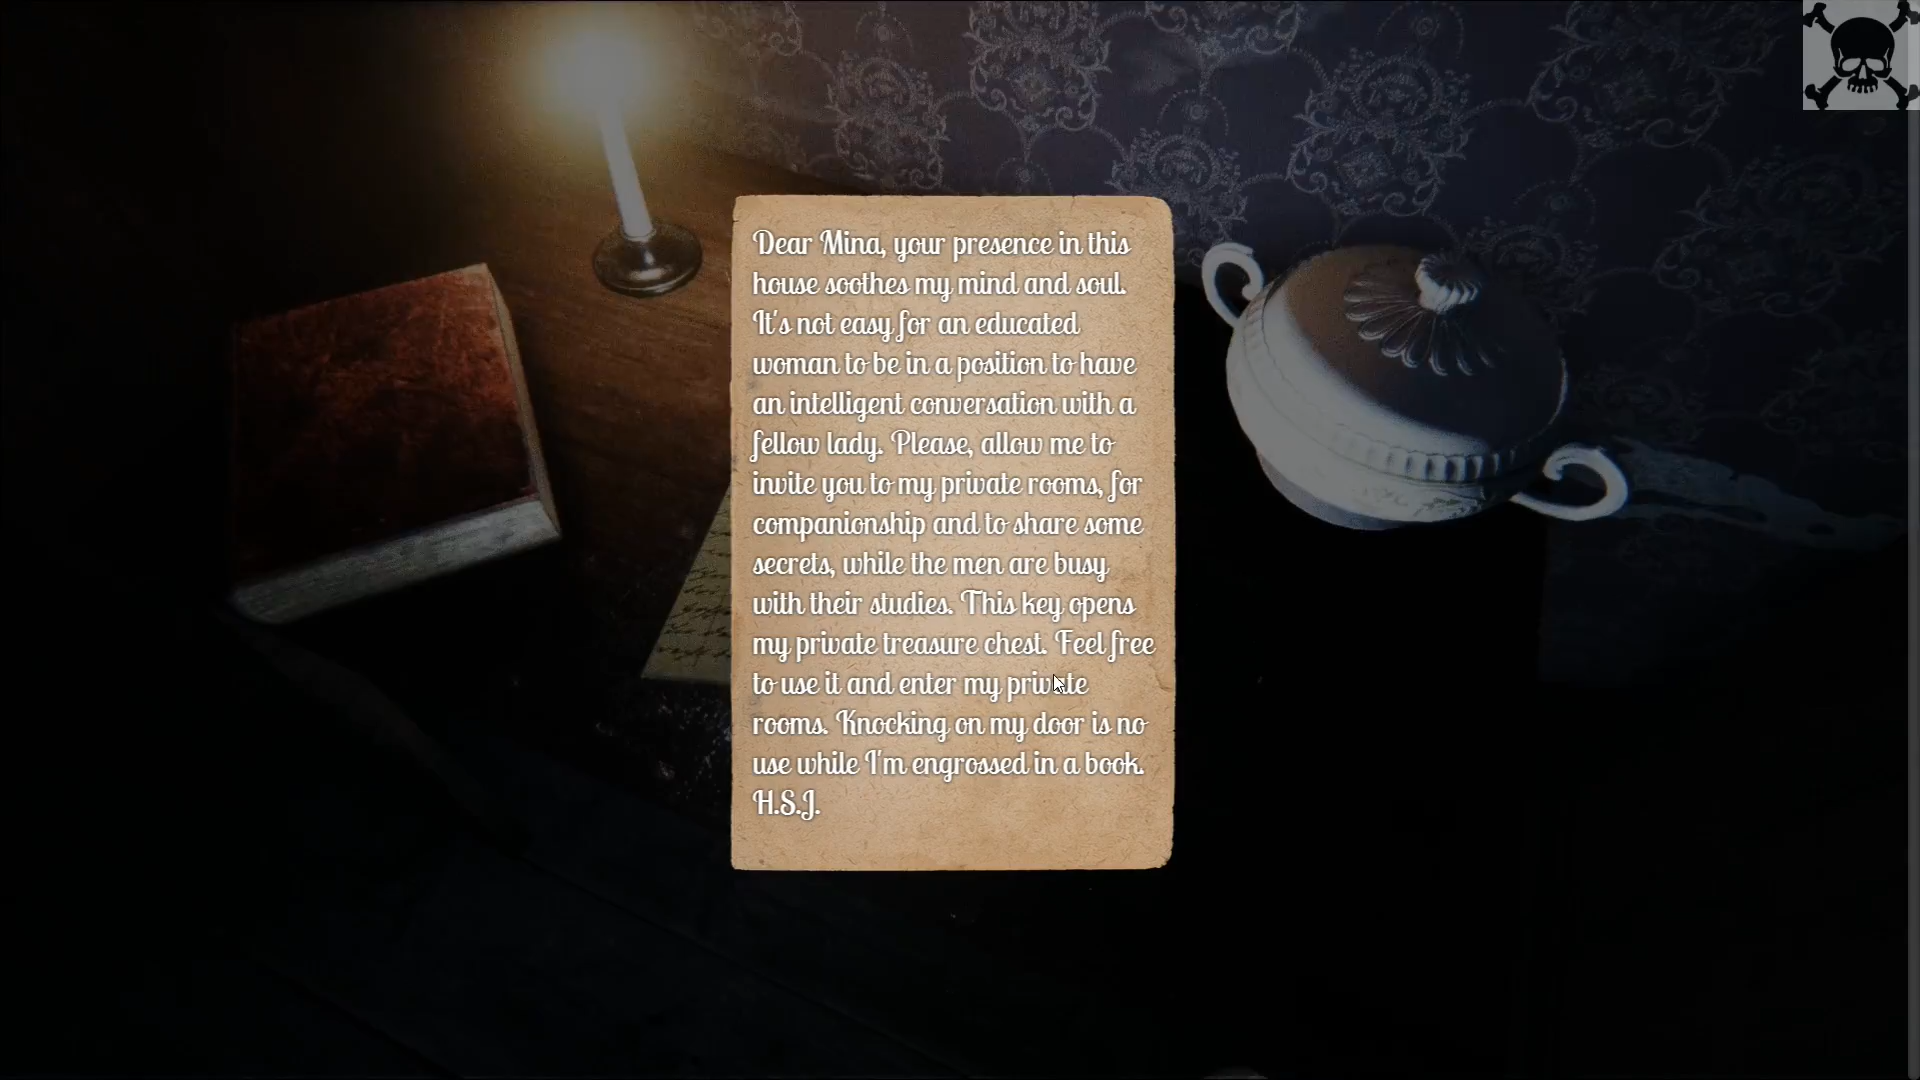 Dear Mina, your presence in this
house soothes my mind and soul.
It's not easy for an educated
woman to be in a position to have
an intelligent conversation with a
fellow lady. Please, allow me to
invite you to my private rooms, for
companionship and to share some
secrets, while the men are busy
with their studies. This key opens
my private treasure chest. Feel free
to use it and enter my private
rooms. Knocking on my door is no
use while I'm engrossed in a book.
H.S.J.